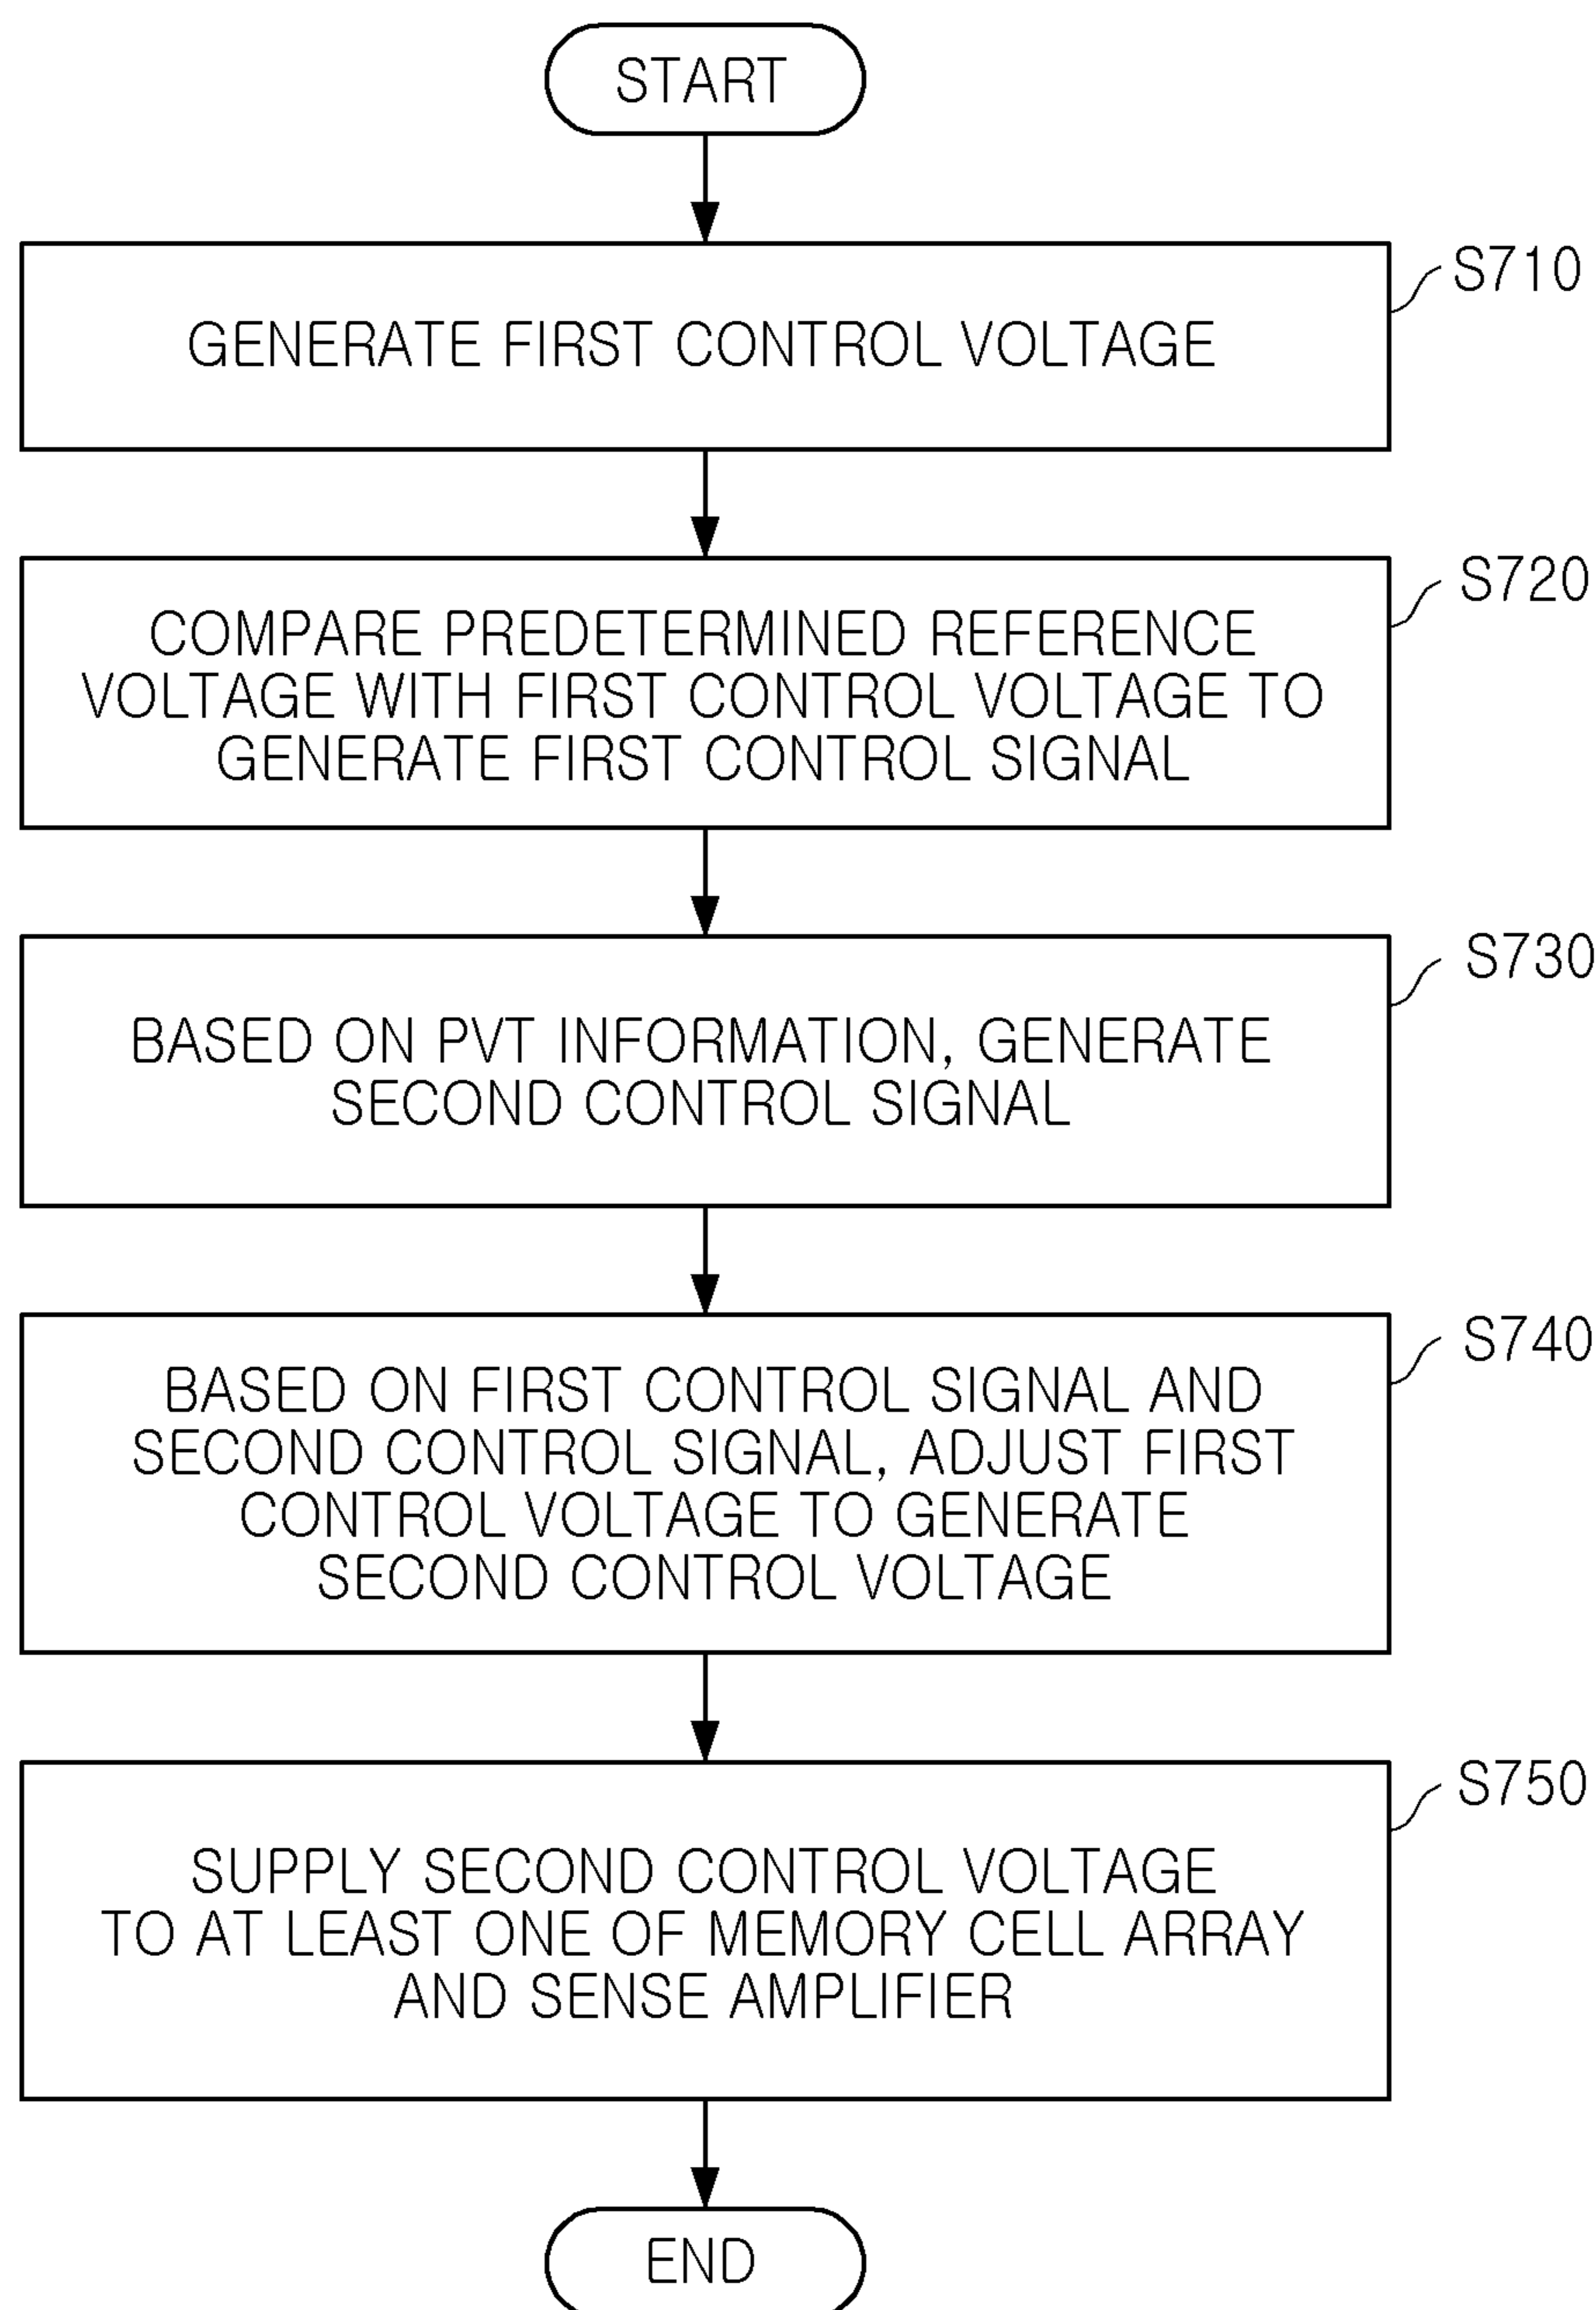 START
S710
GENERATE FIRST CONTROL VOLTAGE
S720
COMPARE PREDETERMINED REFERENCE
VOLTAGE WITH FIRST CONTROL VOLTAGE TO
GENERATE FIRST CONTROL SIGNAL
S730
BASED ON PVT INFORMATION, GENERATE
SECOND CONTROL SIGNAL
S740
BASED ON FIRST CONTROL SIGNAL AND
SECOND CONTROL SIGNAL, ADJUST FIRST
CONTROL VOLTAGE TO GENERATE
SECOND CONTROL VOLTAGE
S750
SUPPLY SECOND CONTROL VOLTAGE
TO AT LEAST ONE OF MEMORY CELL ARRAY
AND SENSE AMPLIFIER
END